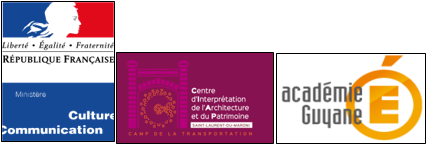 Liberté • Égalité • Fraternité
RÉPUBLIQUE FRANÇAISE
Ministère
Culture
Communication
Centre
d'Interprétation
de l'Architecture
et du Patrimoine
SAINT-LAURENT-DU-MARONI
CAMP DE LA TRANSPORTATION
académie
Guyane
É